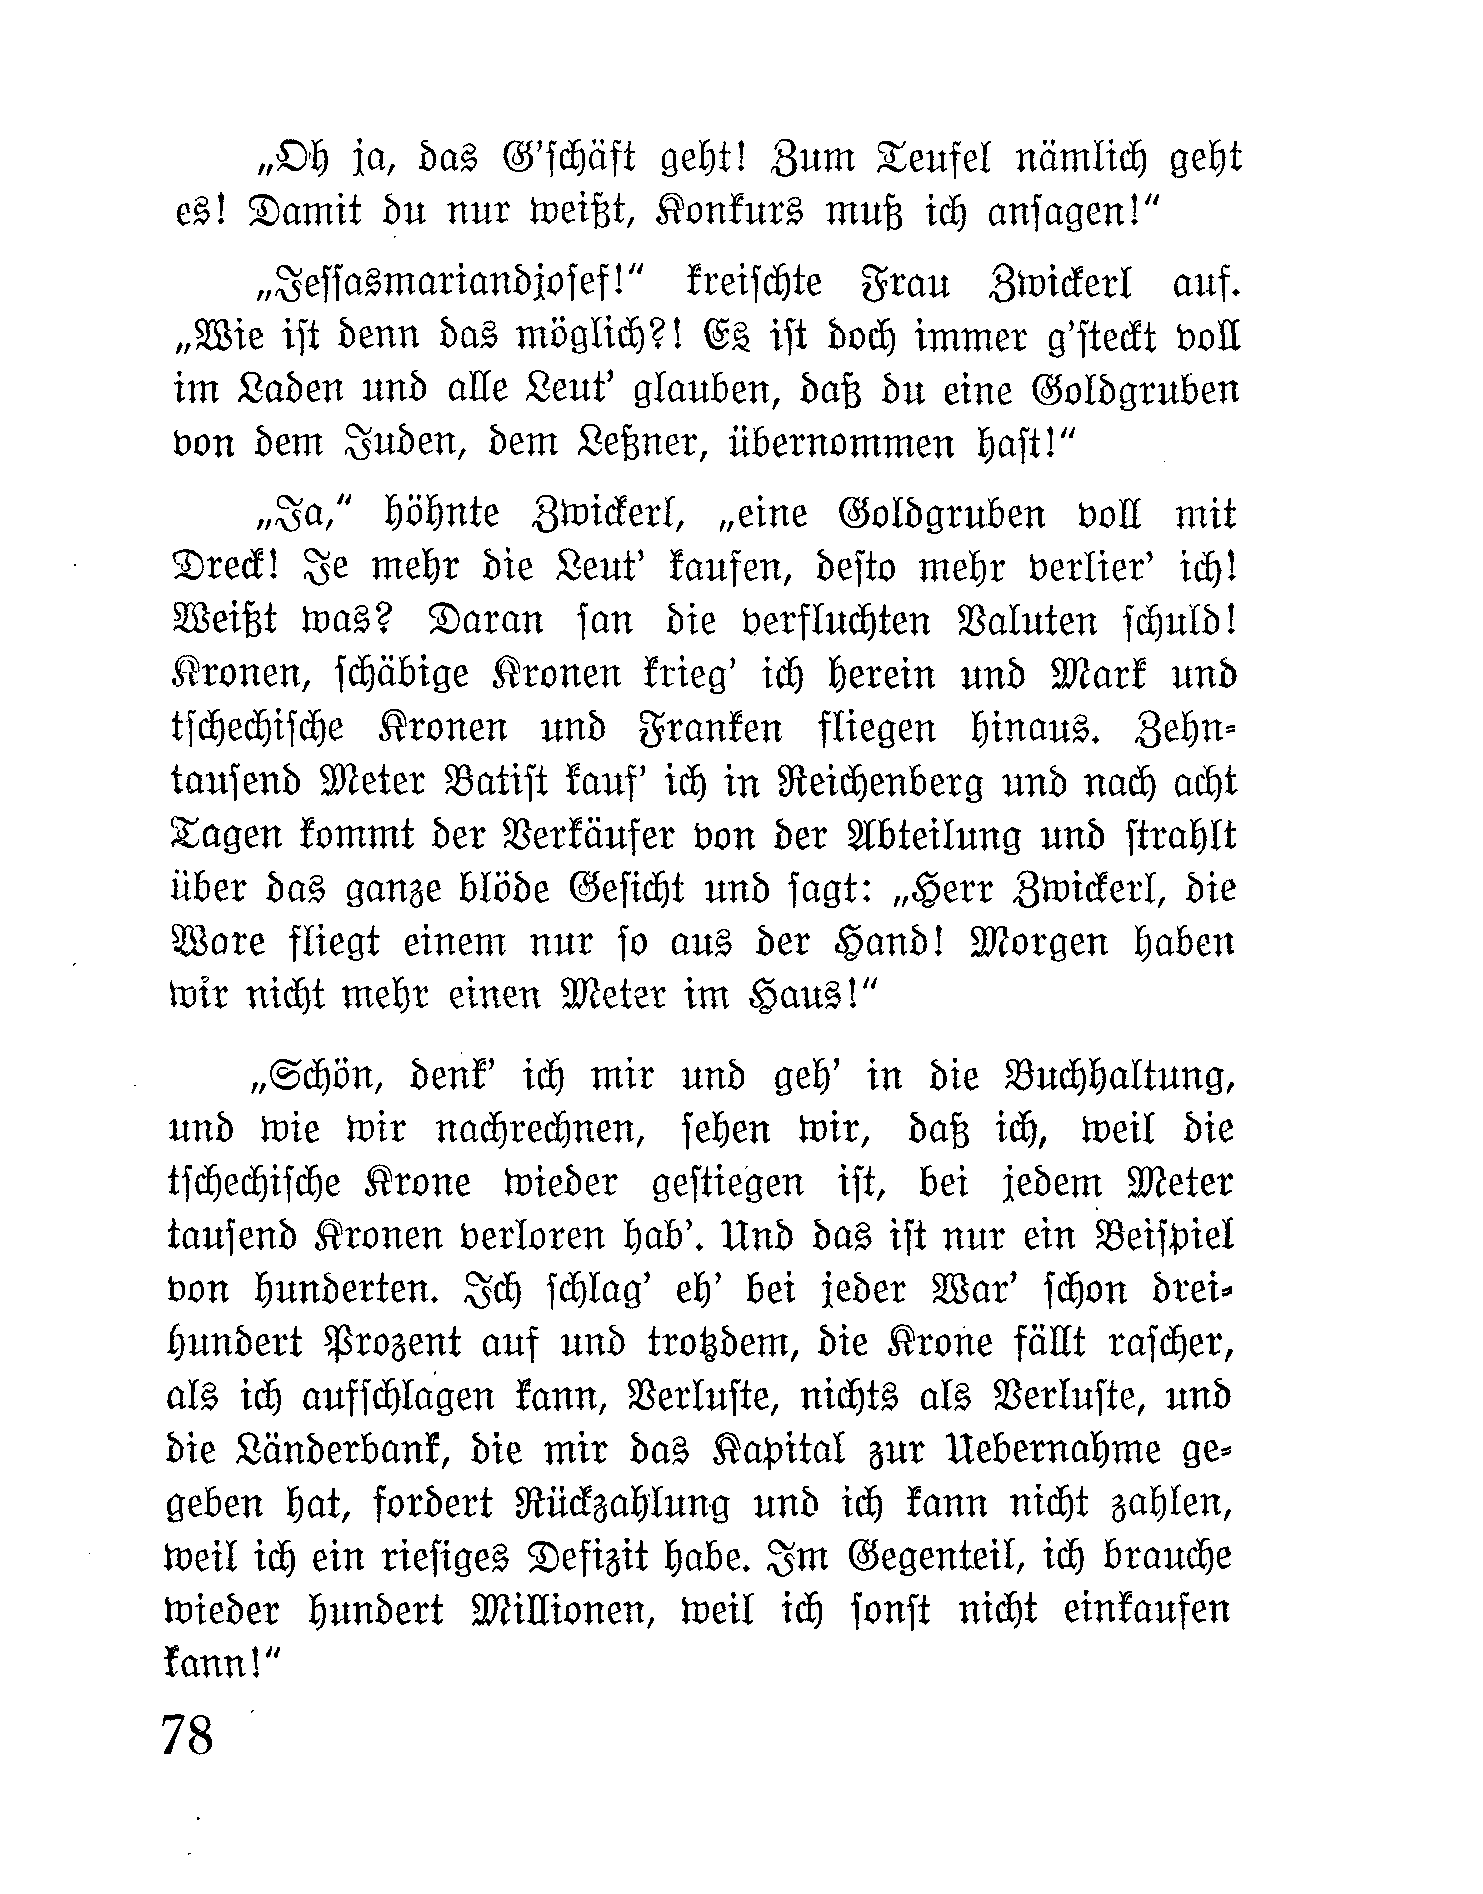 „Oh ja, das G'schäft geht! Zum Teufel nämlich geht
es! Damit du nur weißt, Konkurs muß ich ansagen!“
„Jessasmariandjosef!“ kreischte Frau Zwickerl auf.
„Wie ist denn das möglich?! Es ist doch immer g'steckt voll
im Laden und alle Leut' glauben, daß du eine Goldgruben
von dem Juden, dem Leßner, übernommen hast!“
„Ja,“ höhnte Zwickerl, „eine Goldgruben voll mit
Dreck! Je mehr die Leut' kaufen, desto mehr verlier' ich!
Weißt was? Daran san die verfluchten Valuten schuld!
Kronen, schäbige Kronen krieg' ich herein und Mark und
tschechische Kronen und Franken fliegen hinaus. Zehn-
tausend Meter Batist kauf' ich in Reichenberg und nach acht
Tagen kommt der Verkäufer von der Abteilung und strahlt
über das ganze blöde Gesicht und sagt: „Herr Zwickerl, die
Ware fliegt einem nur so aus der Hand! Morgen haben
wir nicht mehr einen Meter im Haus!“
„Schön, denk' ich mir und geh' in die Buchhaltung,
und wie wir nachrechnen, sehen wir, daß ich, weil die
tschechische Krone wieder gestiegen ist, bei jedem Meter
tausend Kronen verloren hab'. Und das ist nur ein Beispiel
von hunderten. Ich schlag' eh' bei jeder War' schon drei-
hundert Prozent auf und trotzdem, die Krone fällt rascher,
als ich aufschlagen kann, Verluste, nichts als Verluste, und
die Länderbank, die mir das Kapital zur Uebernahme ge-
geben hat, fordert Rückzahlung und ich kann nicht zahlen,
weil ich ein riesiges Defizit habe. Im Gegenteil, ich brauche
wieder hundert Millionen, weil ich sonst nicht einkaufen
kann!“
78